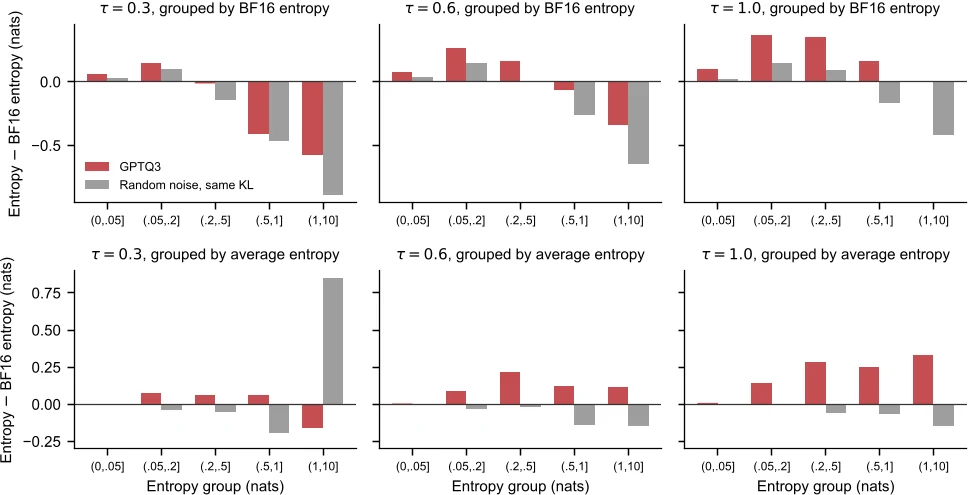 τ = 0.3, grouped by BF16 entropy
τ = 0.6, grouped by BF16 entropy
τ = 1.0, grouped by BF16 entropy
Entropy − BF16 entropy (nats)
0.0
−0.5
GPTQ3
Random noise, same KL
(0,.05] (.05,.2] (.2,.5] (.5,1] (1,10]
(0,.05] (.05,.2] (.2,.5] (.5,1] (1,10]
(0,.05] (.05,.2] (.2,.5] (.5,1] (1,10]
τ = 0.3, grouped by average entropy
τ = 0.6, grouped by average entropy
τ = 1.0, grouped by average entropy
Entropy − BF16 entropy (nats)
0.75
0.50
0.25
0.00
−0.25
(0,.05] (.05,.2] (.2,.5] (.5,1] (1,10]
(0,.05] (.05,.2] (.2,.5] (.5,1] (1,10]
(0,.05] (.05,.2] (.2,.5] (.5,1] (1,10]
Entropy group (nats)
Entropy group (nats)
Entropy group (nats)